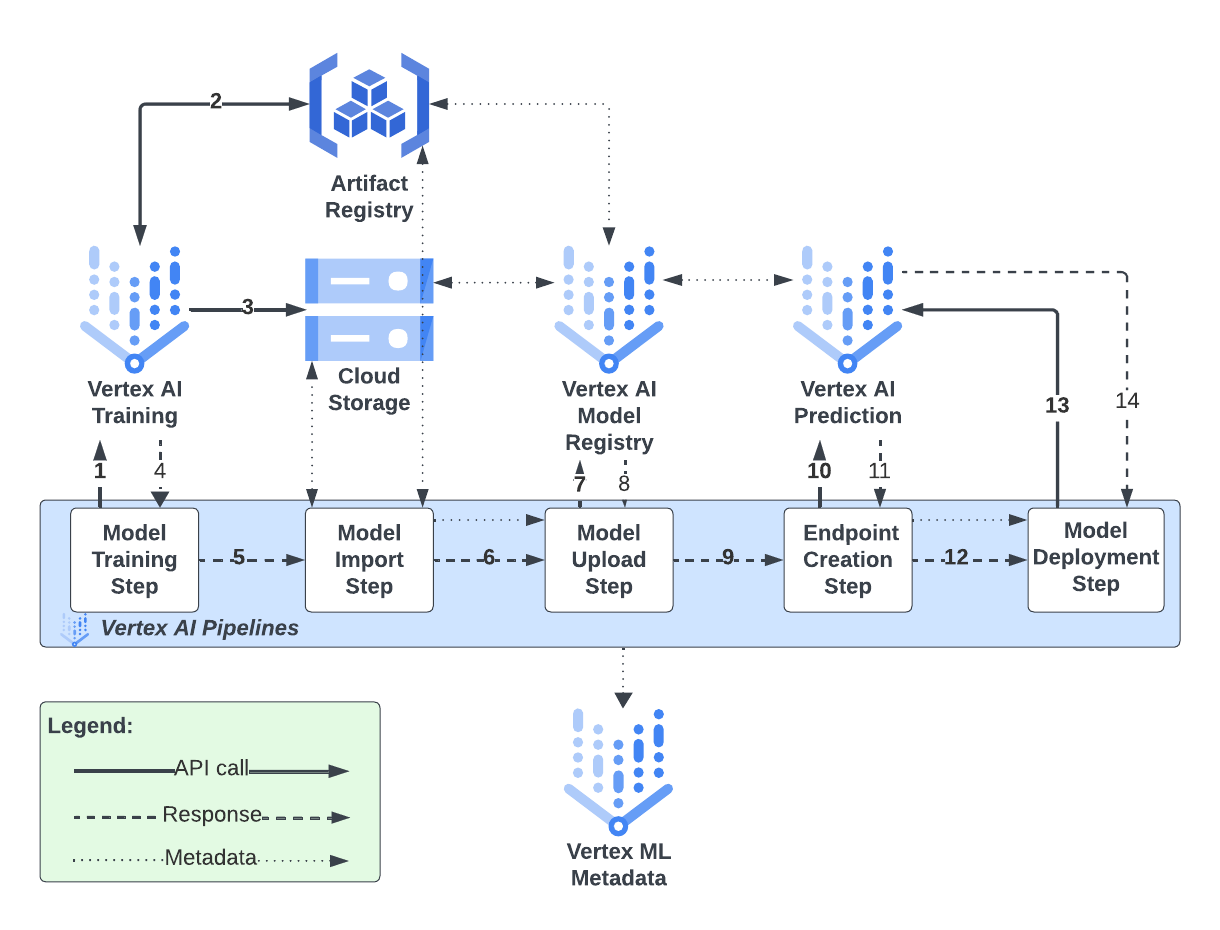 2
Artifact
Registry
3
Vertex AI
Training
Cloud
Storage
Vertex AI
Model
Registry
Vertex AI
Prediction
13
14
1
4
7
8
10
11
Model
Training
Step
5
Model
Import
Step
6
Model
Upload
Step
9
Endpoint
Creation
Step
12
Model
Deployment
Step
Vertex AI Pipelines
Legend:
API call
Response
Metadata
Vertex ML
Metadata